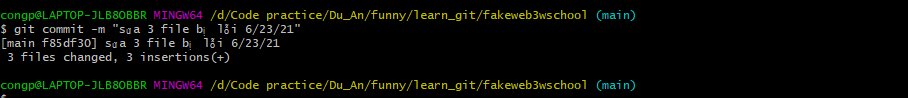 congp@LAPTOP-JLB8OBBR MINGW64 /d/Code practice/Du_An/funny/learn_git/fakeweb3wschool (main)
$ git commit -m "sửa 3 file bị lỗi 6/23/21"
[main f85df30] sửa 3 file bị lỗi 6/23/21
 3 files changed, 3 insertions(+)
congp@LAPTOP-JLB8OBBR MINGW64 /d/Code practice/Du_An/funny/learn_git/fakeweb3wschool (main)